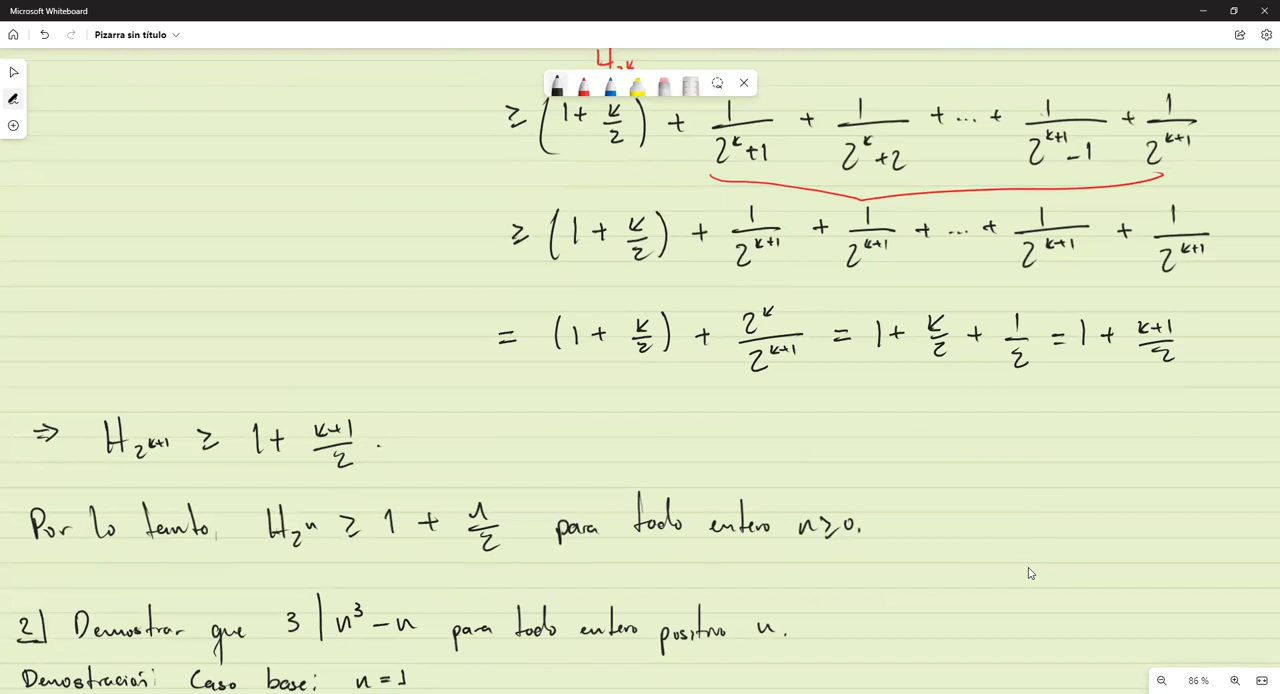 Microsoft Whiteboard
Pizarra sin título
H_{2^k}
≥ (1 + k/2) + 1/(2^k+1) + 1/(2^k+2) + ... + 1/(2^{k+1}-1) + 1/2^{k+1}
≥ (1 + k/2) + 1/2^{k+1} + 1/2^{k+1} + ... + 1/2^{k+1} + 1/2^{k+1}
= (1 + k/2) + 2^k/2^{k+1} = 1 + k/2 + 1/2 = 1 + (k+1)/2
⇒ H_{2^{k+1}} ≥ 1 + (k+1)/2 .
Por lo tanto, H_{2^n} ≥ 1 + n/2 para todo entero n≥0.
2] Demostrar que 3 | n^3 - n para todo entero positivo n.
Demostración: Caso base: n = 1
86 %